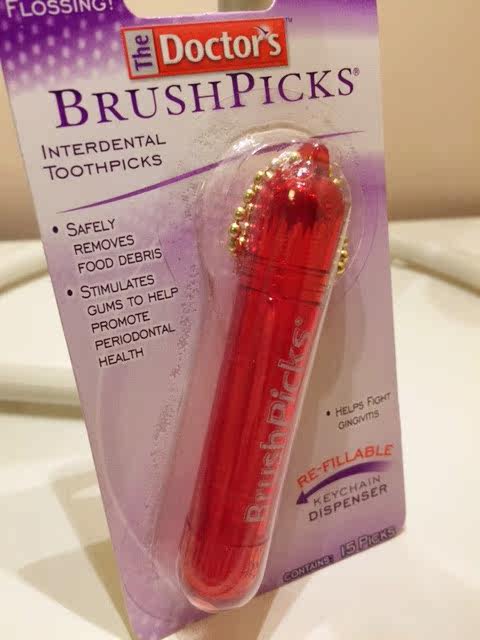 FLOSSING!
The Doctor's™
BRUSHPICKS®
INTERDENTAL
TOOTHPICKS
• SAFELY
REMOVES
FOOD DEBRIS
• STIMULATES
GUMS TO HELP
PROMOTE
PERIODONTAL
HEALTH
BrushPicks®
• HELPS FIGHT
GINGIVITIS
RE-FILLABLE
KEYCHAIN
DISPENSER
CONTAINS: 15 PICKS